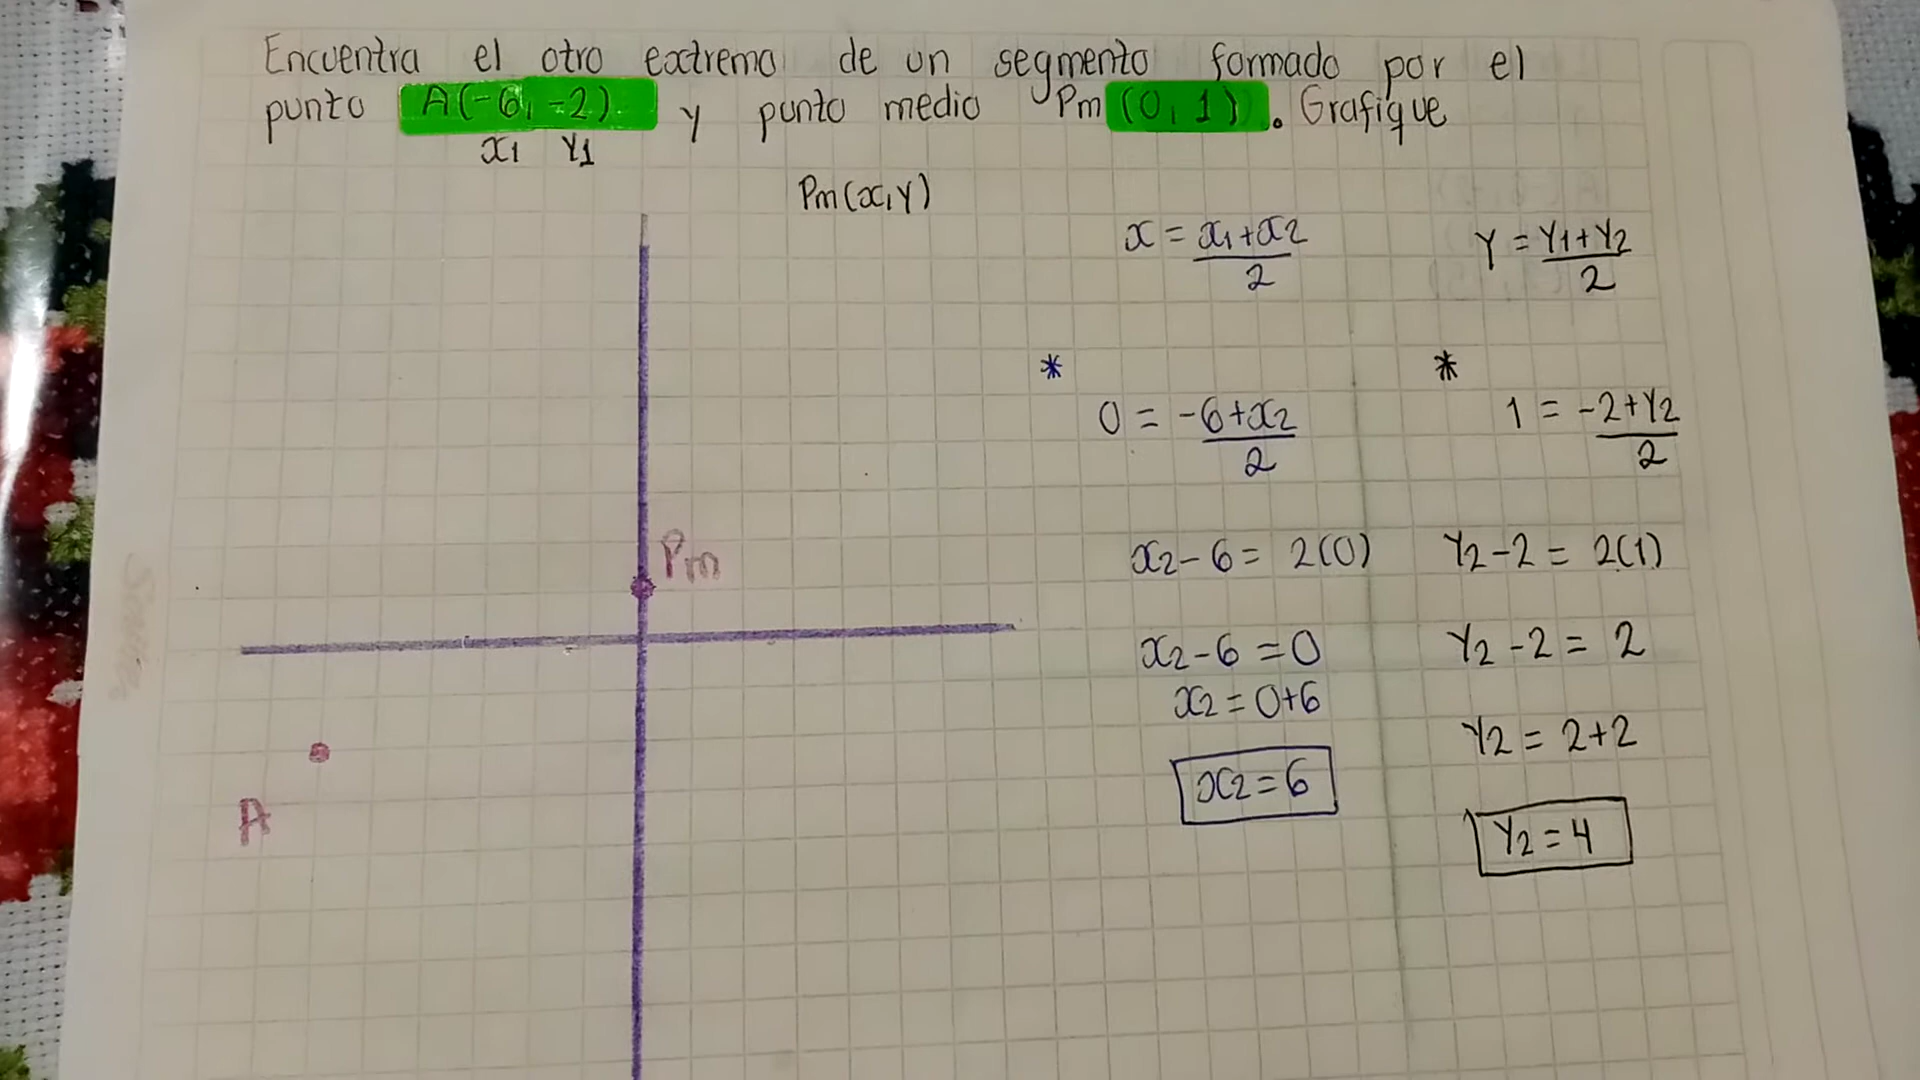 Encuentra el otro extremo de un segmento formado por el
punto A(-6, -2) y punto medio Pm (0, 1). Grafique
x1 Y1
Pm(x,Y)
x = x1+x2
2
Y = Y1+Y2
2
*
0 = -6+x2
2
x2-6 = 2(0)
x2-6 = 0
x2 = 0+6
x2 = 6
*
1 = -2+Y2
2
Y2-2 = 2(1)
Y2-2 = 2
Y2 = 2+2
Y2 = 4
Pm
A